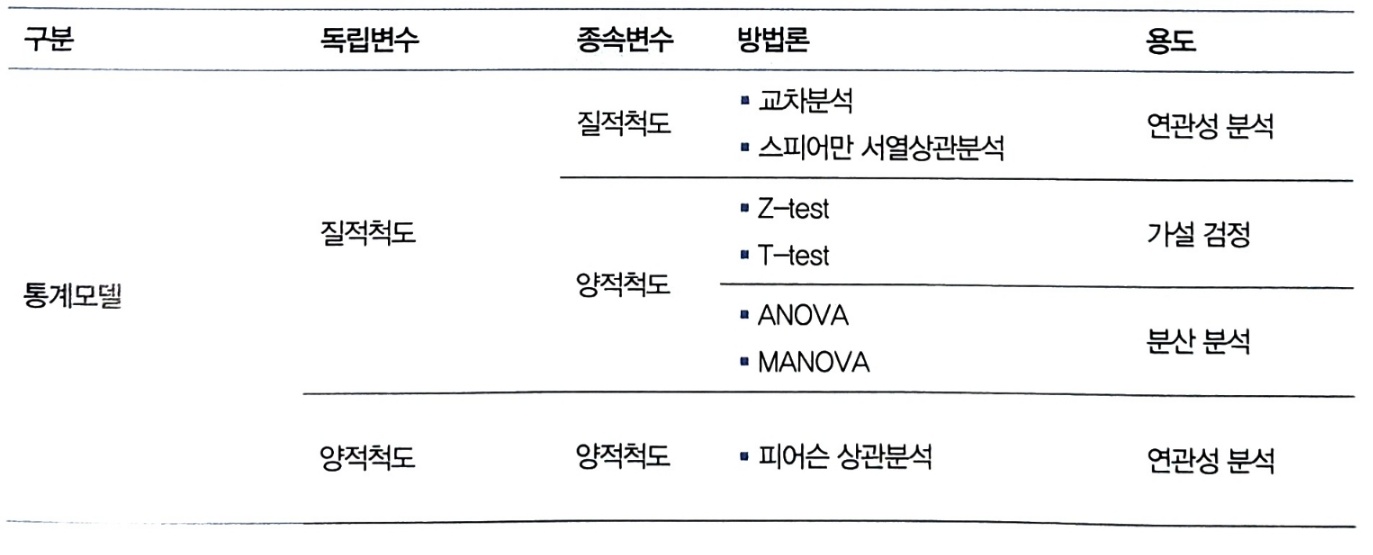 구분 독립변수 종속변수 방법론 용도
통계모델
질적척도
질적척도
▪ 교차분석
▪ 스피어만 서열상관분석
연관성 분석
양적척도
▪ Z-test
▪ T-test
가설 검정
▪ ANOVA
▪ MANOVA
분산 분석
양적척도 양적척도 ▪ 피어슨 상관분석 연관성 분석